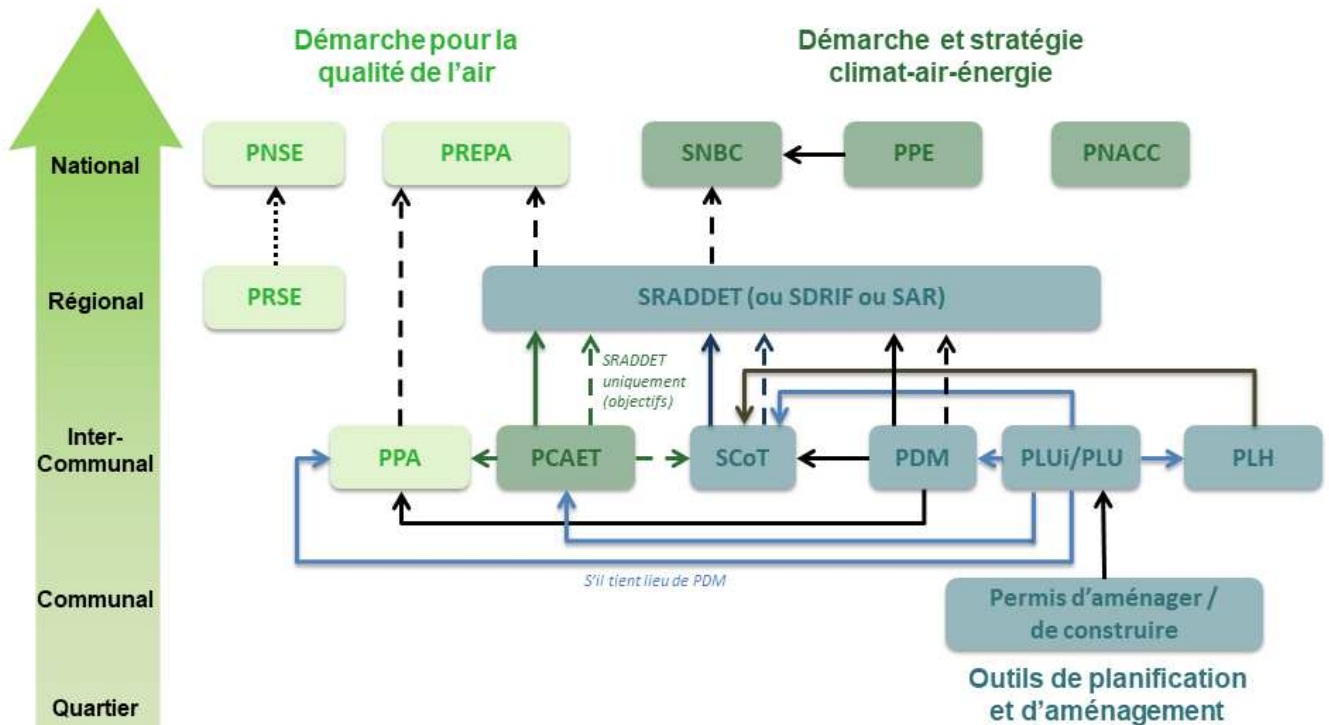 Démarche pour la
qualité de l'air
Démarche et stratégie
climat-air-énergie
National
PNSE
PREPA
SNBC
PPE
PNACC
Régional
PRSE
SRADDET (ou SDRIF ou SAR)
SRADDET
uniquement
(objectifs)
Inter-
Communal
PPA
PCAET
SCoT
PDM
PLUi/PLU
PLH
S'il tient lieu de PDM
Communal
Permis d'aménager /
de construire
Outils de planification
et d'aménagement
Quartier